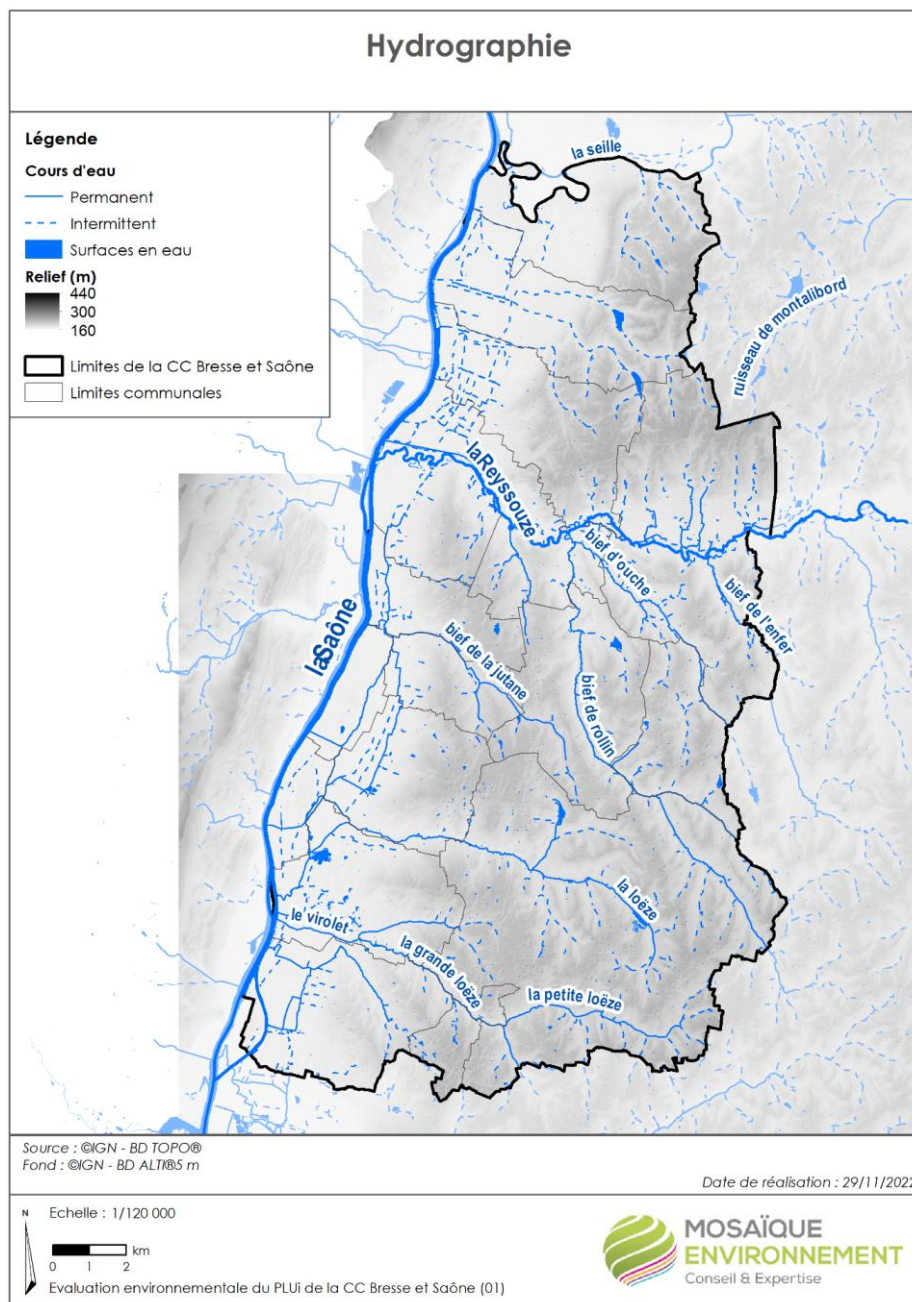 Hydrographie
Légende
Cours d'eau
Permanent
Intermittent
Surfaces en eau
Relief (m)
440
300
160
Limites de la CC Bresse et Saône
Limites communales
la seille
ruisseau de montalibord
la Reyssouze
bief d'ouche
bief de l'enfer
la Saône
bief de la jutane
bief de rollin
la loëze
le virolet
la grande loëze
la petite loëze
Source : ©IGN - BD TOPO®
Fond : ©IGN - BD ALTI®5 m
Date de réalisation : 29/11/2022
N
Echelle : 1/120 000
km
0 1 2
Evaluation environnementale du PLUi de la CC Bresse et Saône (01)
MOSAÏQUE
ENVIRONNEMENT
Conseil & Expertise